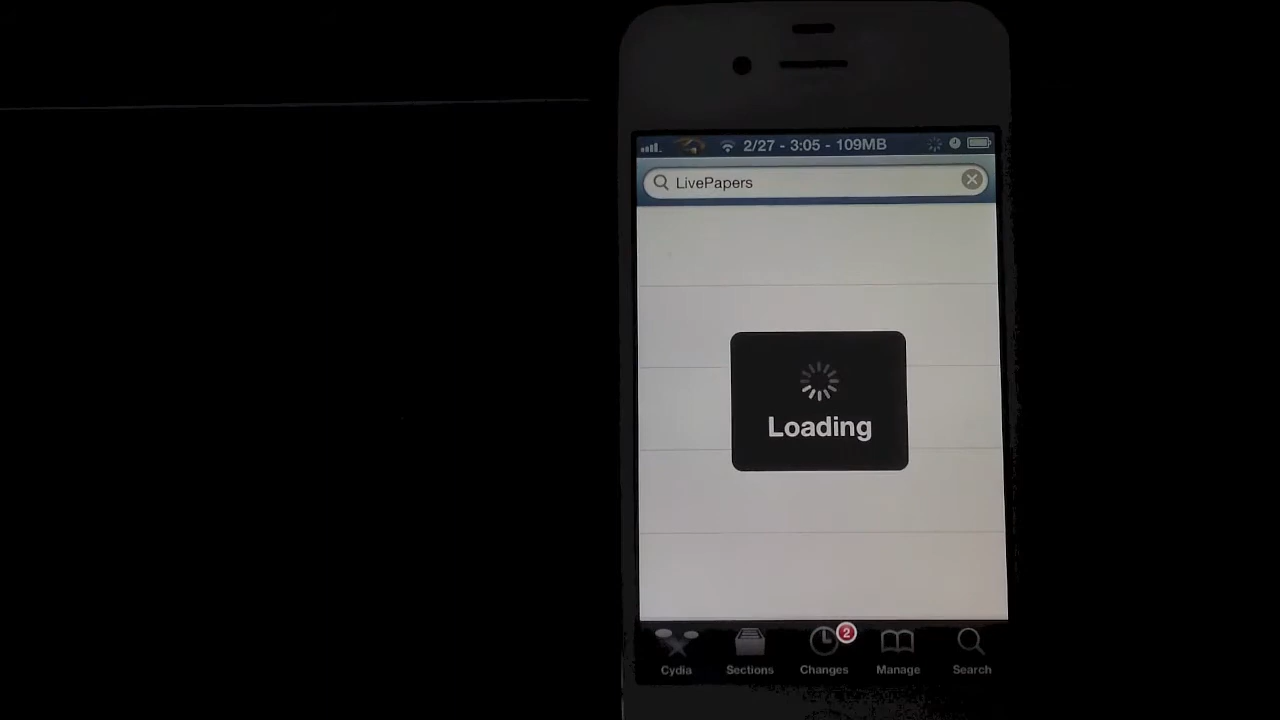 2/27 - 3:05 - 109MB
LivePapers
Loading
2
Cydia Sections Changes Manage Search